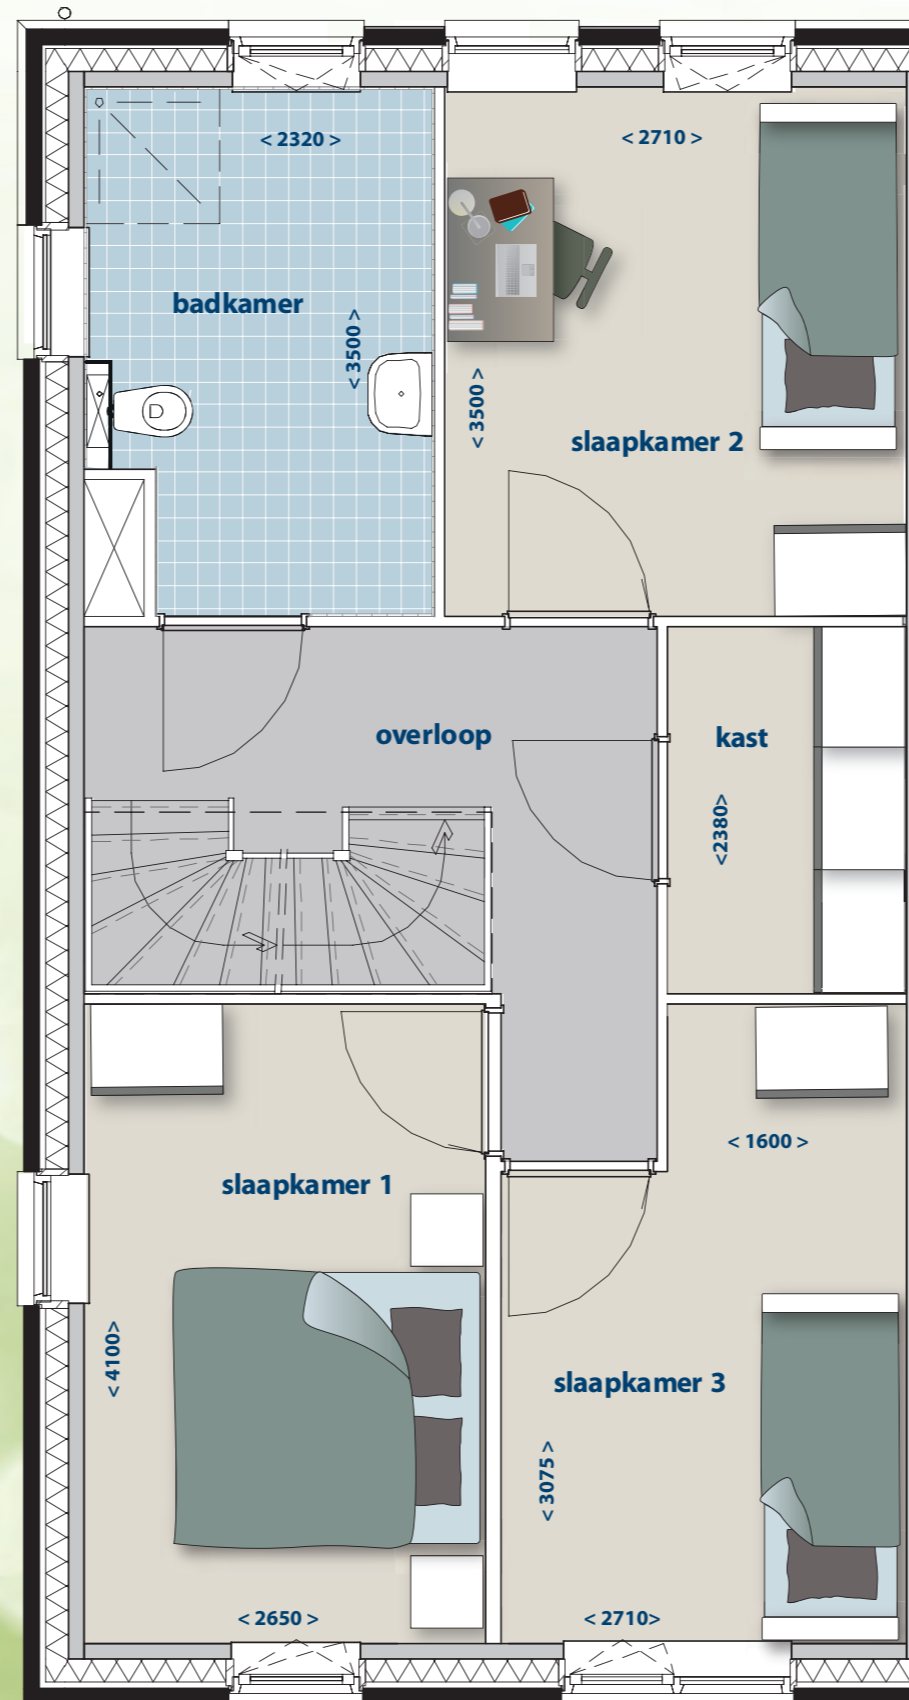 < 2320 >
< 2710 >
badkamer
< 3500 >
< 3500 >
slaapkamer 2
overloop
kast
<2380>
< 1600 >
slaapkamer 1
< 4100>
slaapkamer 3
< 3075 >
< 2650 >
< 2710>